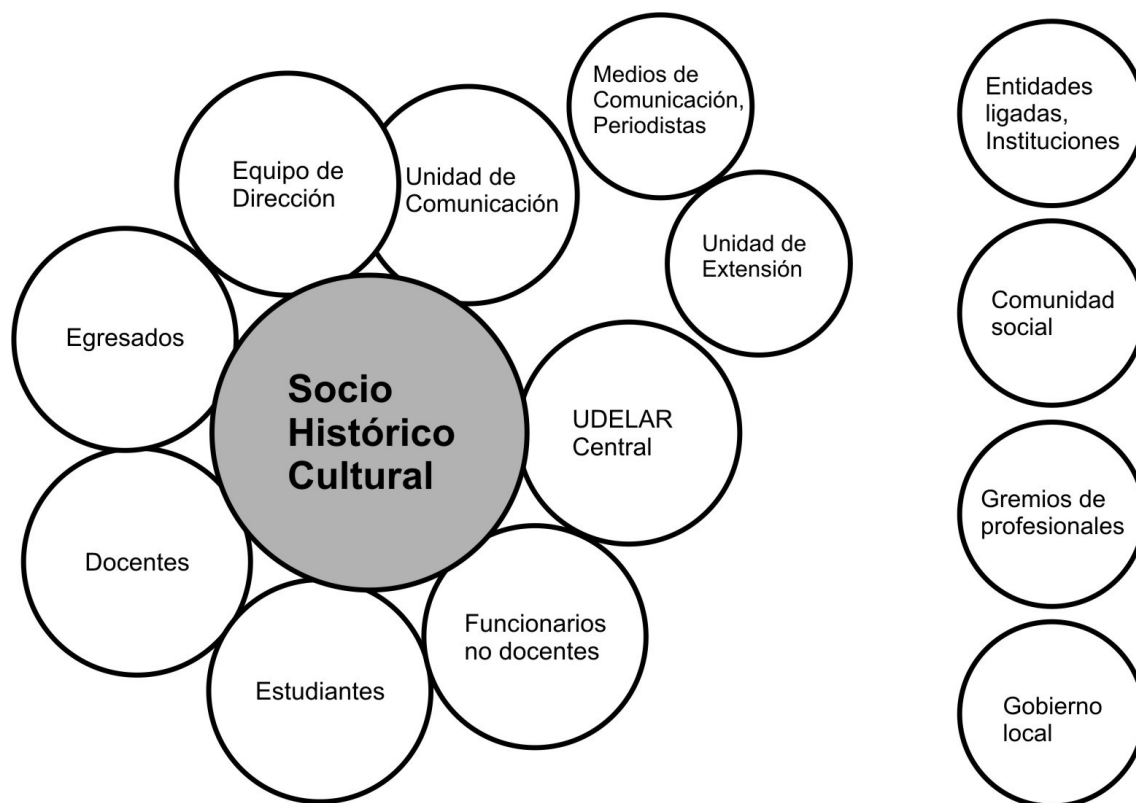 Medios de
Comunicación,
Periodistas
Entidades
ligadas,
Instituciones
Equipo de
Dirección
Unidad de
Comunicación
Unidad de
Extensión
Comunidad
social
Egresados
Socio
Histórico
Cultural
UDELAR
Central
Gremios de
profesionales
Docentes
Funcionarios
no docentes
Estudiantes
Gobierno
local